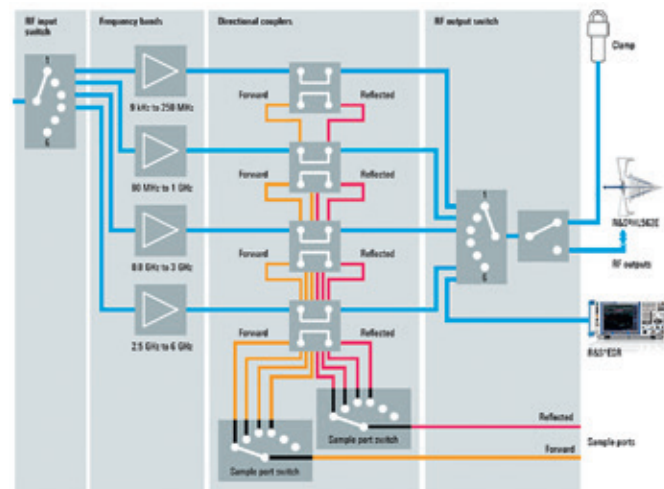 RF input
switch
Frequency bands
Directional couplers
RF output switch
1
6
9 kHz to 250 MHz
80 MHz to 1 GHz
0.8 GHz to 3 GHz
2.5 GHz to 6 GHz
Forward
Reflected
Forward
Reflected
Forward
Reflected
Forward
Reflected
1
6
Clamp
RF outputs
R&S®ESR
Sample port switch
Sample port switch
Reflected
Forward
Sample ports